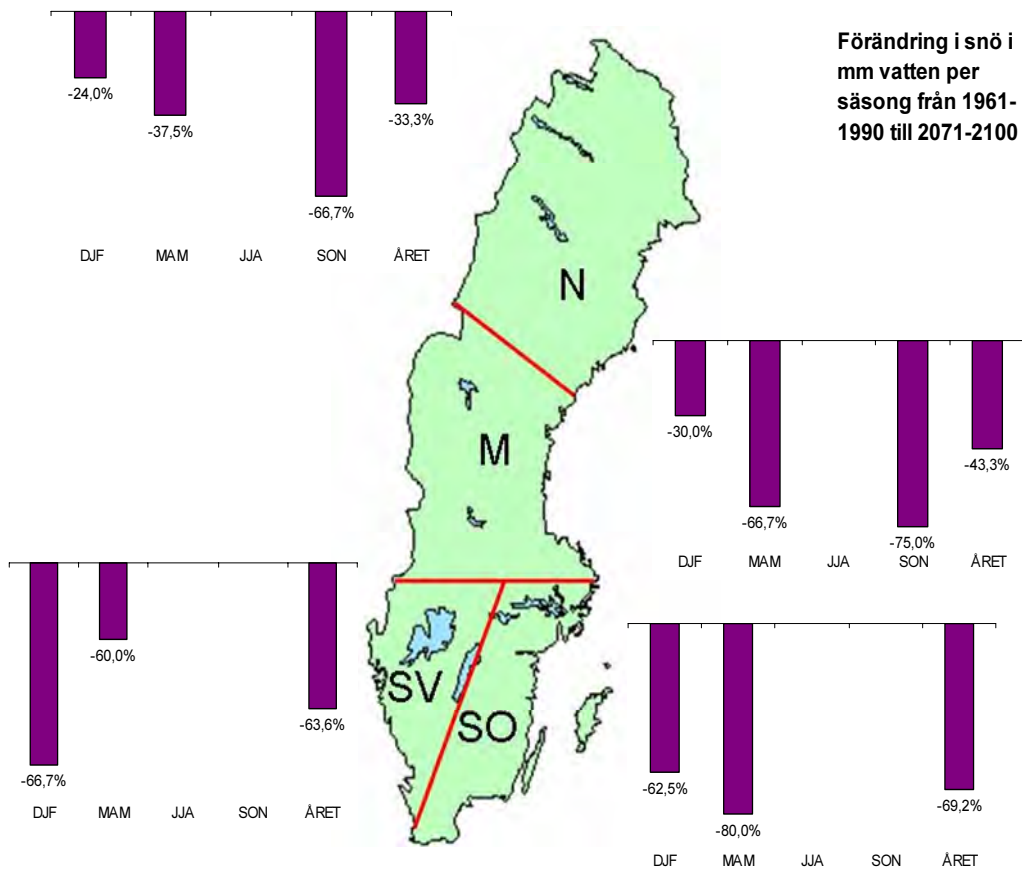 Förändring i snö i
mm vatten per
säsong från 1961-
1990 till 2071-2100
-24,0%
-37,5%
-66,7%
-33,3%
DJF MAM JJA SON ÅRET
N
M
SV
SO
-30,0%
-66,7%
-75,0%
-43,3%
DJF MAM JJA SON ÅRET
-66,7%
-60,0%
-63,6%
DJF MAM JJA SON ÅRET
-62,5%
-80,0%
-69,2%
DJF MAM JJA SON ÅRET